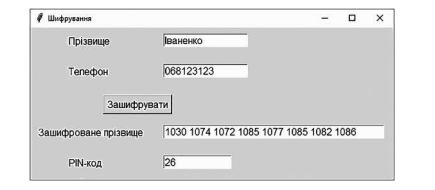 Шифрування
Прізвище Іваненко
Телефон 068123123
Зашифрувати
Зашифроване прізвище 1030 1074 1072 1085 1077 1085 1082 1086
PIN-код 26